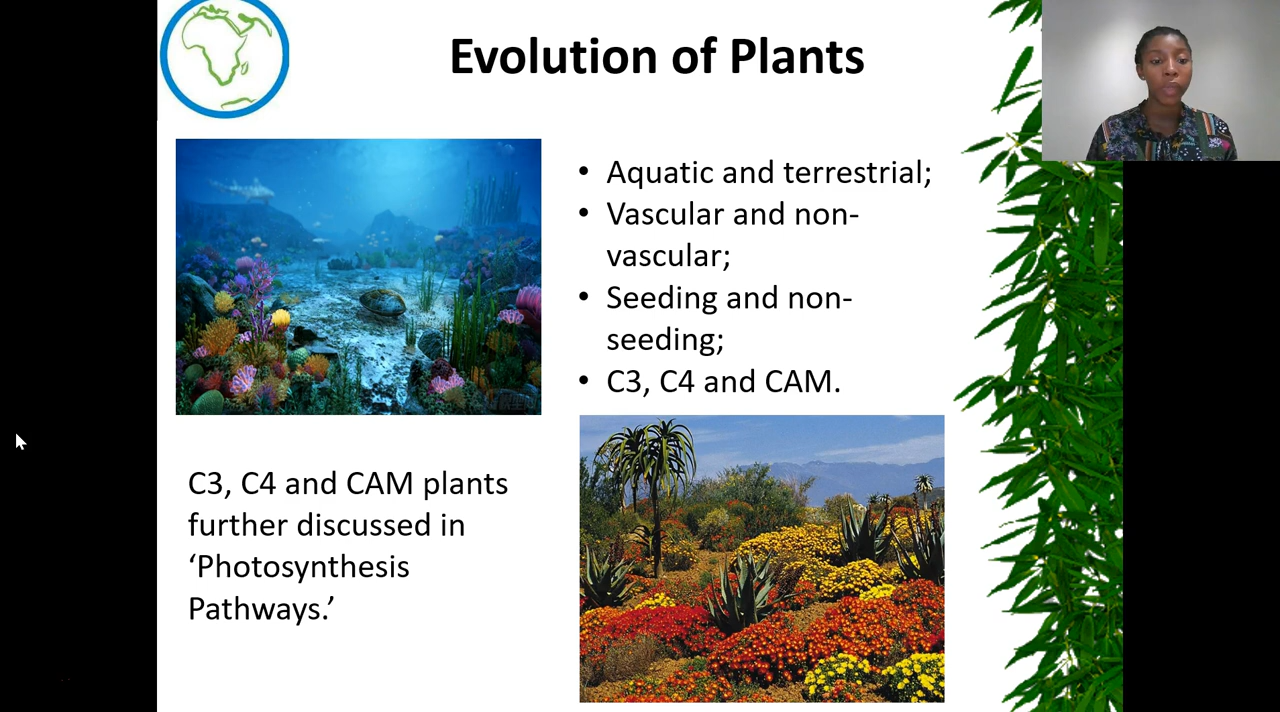 Evolution of Plants
• Aquatic and terrestrial;
• Vascular and non-
vascular;
• Seeding and non-
seeding;
• C3, C4 and CAM.
C3, C4 and CAM plants
further discussed in
‘Photosynthesis
Pathways.’